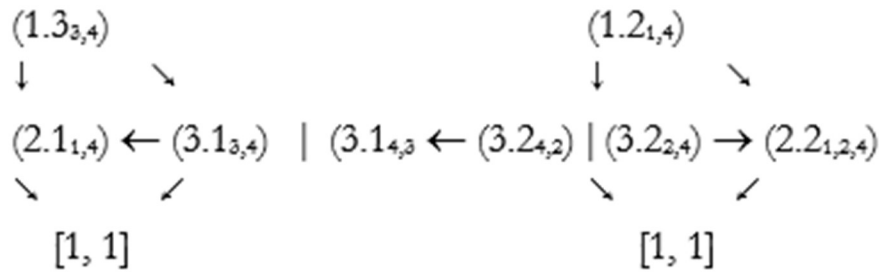 (1.3₃,₄) (1.2₁,₄)
↓ ↘ ↓ ↘
(2.1₁,₄) ← (3.1₃,₄) | (3.1₄,₃ ← (3.2₄,₂) | (3.2₂,₄) → (2.2₁,₂,₄)
↘ ↙ ↘ ↙
[1, 1] [1, 1]